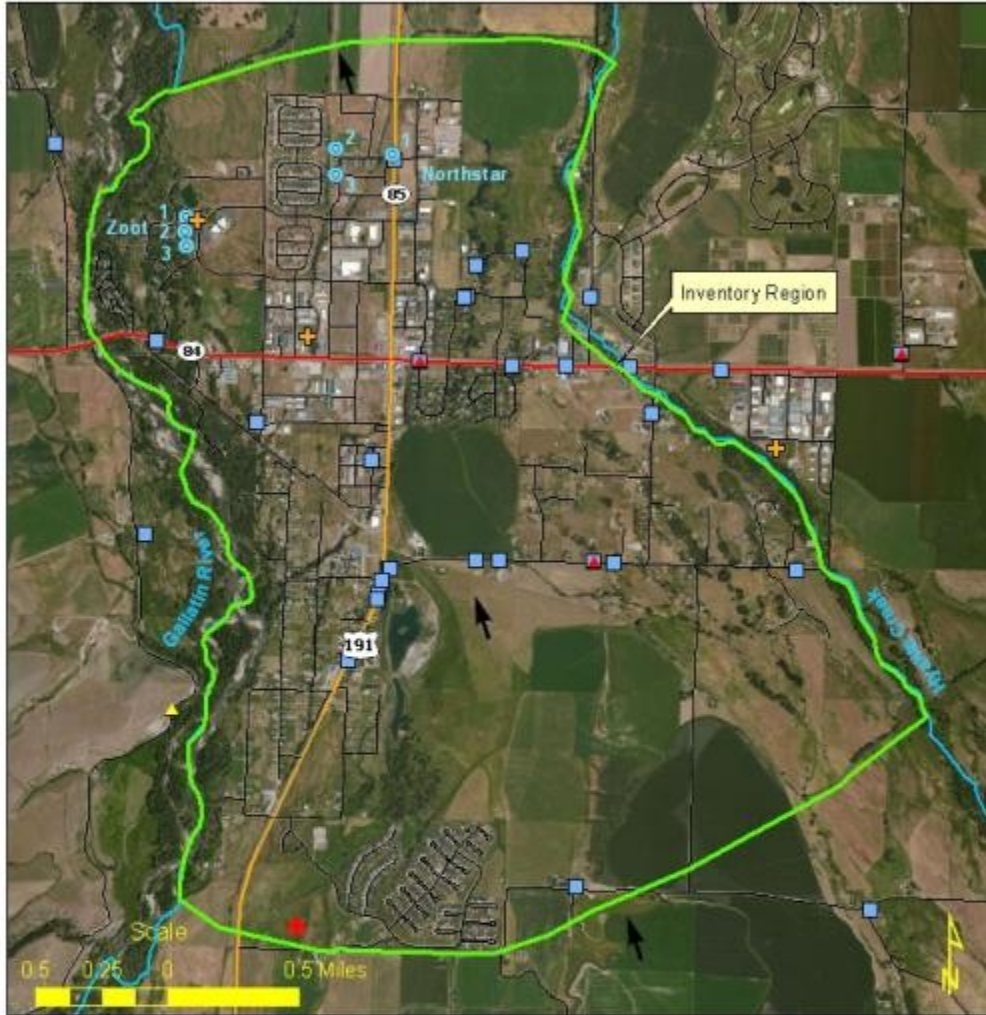 2
1
Northstar
3
85
1
Zoot 2
3
Inventory Region
84
Gallatin River
191
Hyalite Creek
Scale
0.5 0.25 0 0.5 Miles
N